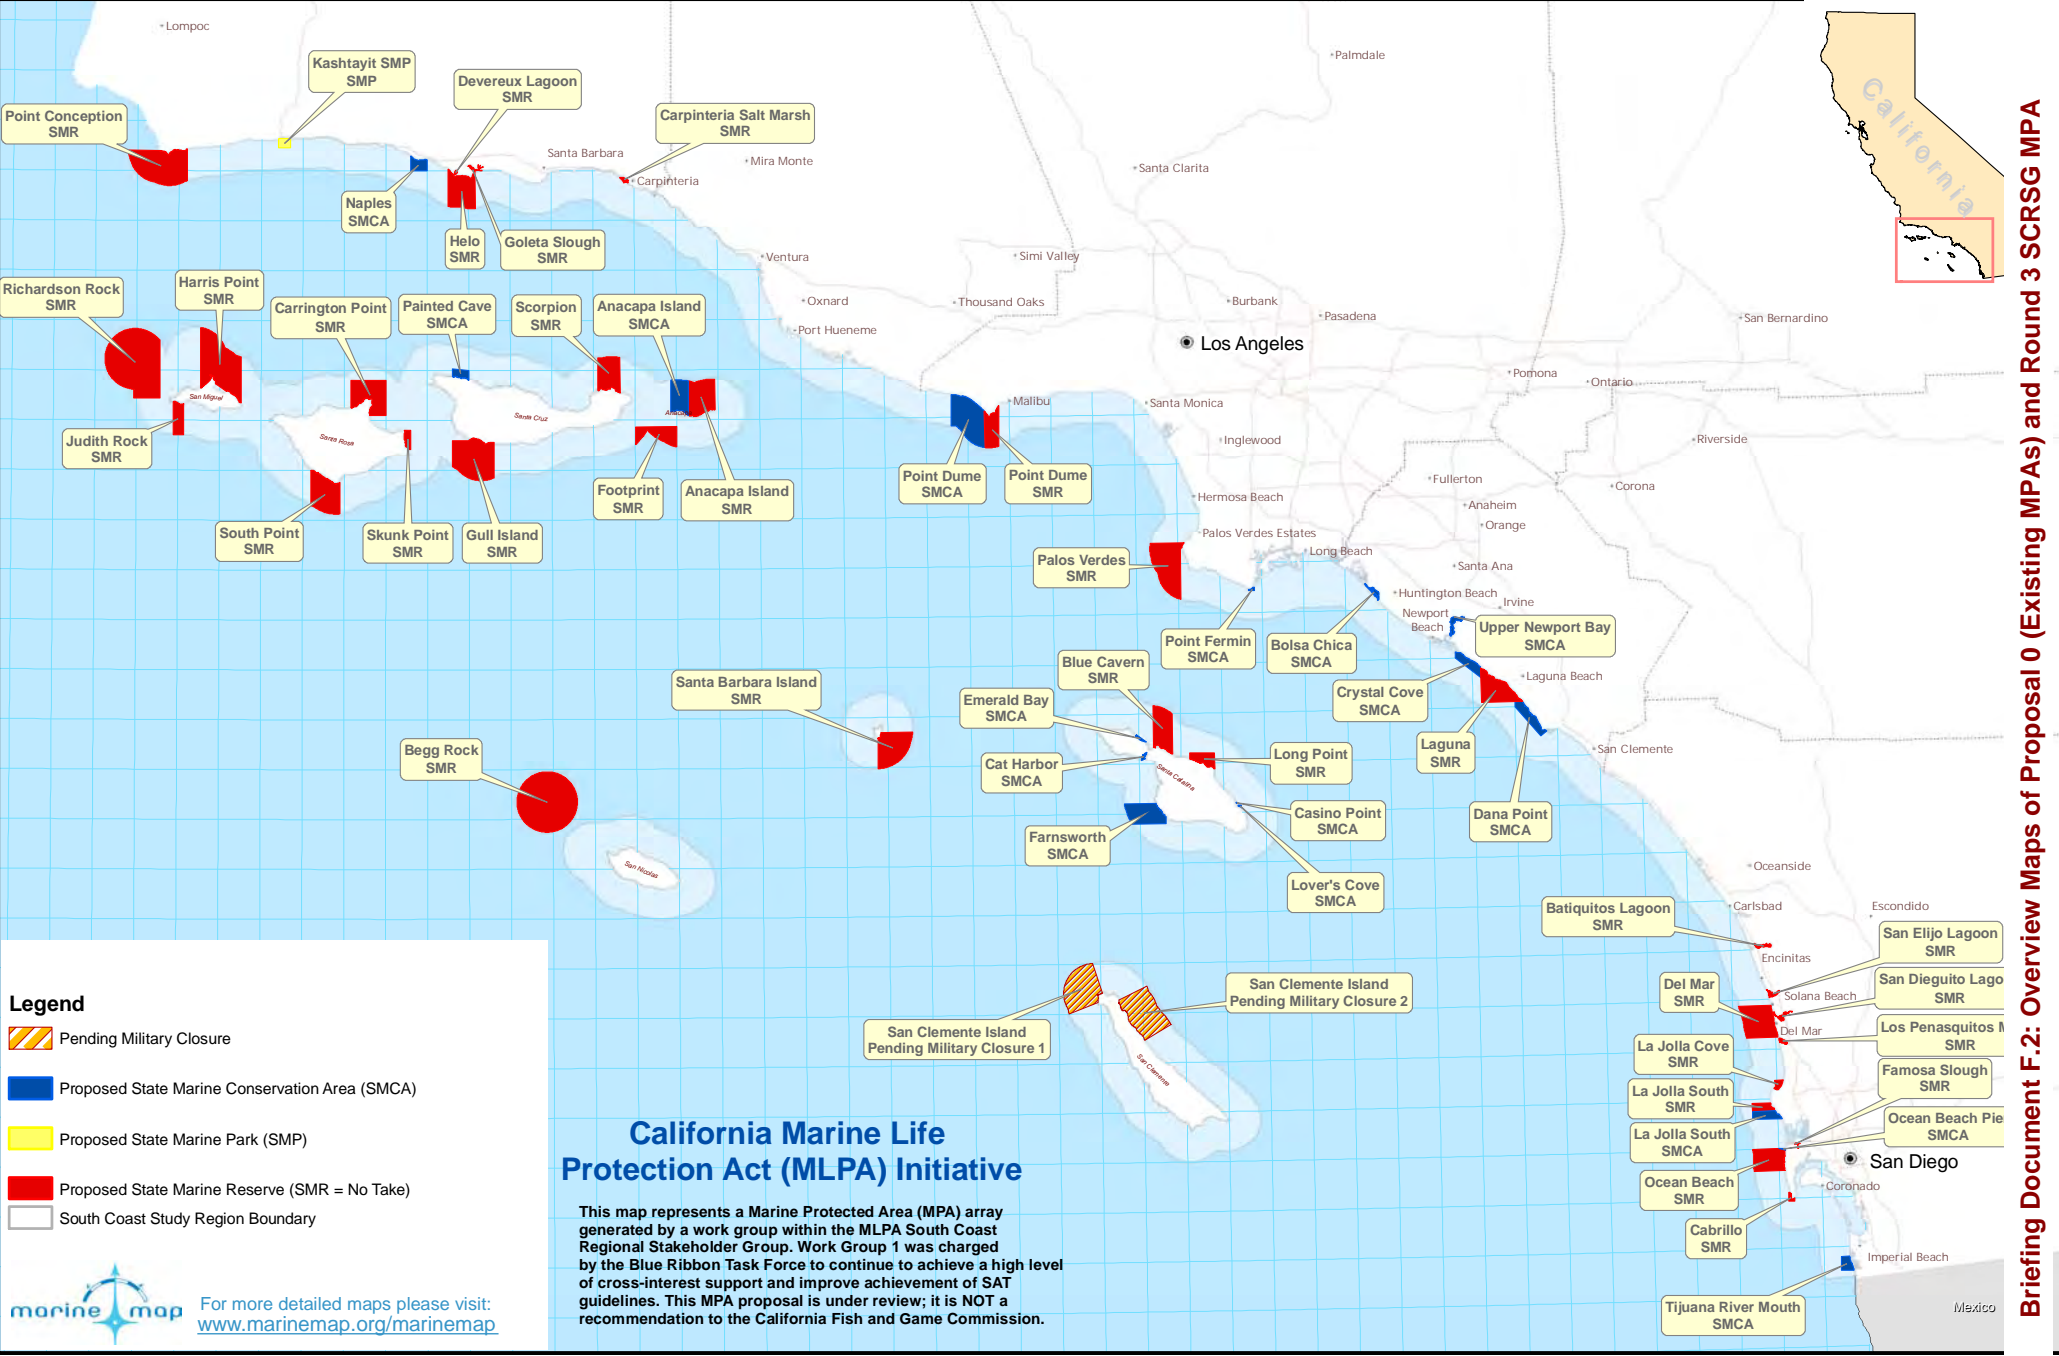 Lompoc
Palmdale
Kashtayit SMP
SMP
Devereux Lagoon
SMR
Carpinteria Salt Marsh
SMR
Point Conception
SMR
Santa Barbara
Mira Monte
Santa Clarita
Carpinteria
Naples
SMCA
Helo
SMR
Goleta Slough
SMR
Ventura
Simi Valley
Richardson Rock
SMR
Harris Point
SMR
Carrington Point
SMR
Painted Cave
SMCA
Scorpion
SMR
Anacapa Island
SMCA
Oxnard
Thousand Oaks
Burbank
Port Hueneme
Pasadena
San Bernardino
Los Angeles
Pomona
Ontario
San Miguel
Santa Rosa
Santa Cruz
Malibu
Santa Monica
Judith Rock
SMR
Inglewood
Riverside
South Point
SMR
Skunk Point
SMR
Gull Island
SMR
Footprint
SMR
Anacapa Island
SMR
Point Dume
SMCA
Point Dume
SMR
Hermosa Beach
Fullerton
Corona
Anaheim
Orange
Palos Verdes Estates
Long Beach
Palos Verdes
SMR
Santa Ana
Huntington Beach
Irvine
Newport
Beach
Upper Newport Bay
SMCA
Point Fermin
SMCA
Bolsa Chica
SMCA
Blue Cavern
SMR
Santa Barbara Island
SMR
Emerald Bay
SMCA
Crystal Cove
SMCA
Laguna Beach
Begg Rock
SMR
Cat Harbor
SMCA
Long Point
SMR
Laguna
SMR
San Clemente
Santa Catalina
Farnsworth
SMCA
Casino Point
SMCA
Dana Point
SMCA
San Nicolas
Lover's Cove
SMCA
Oceanside
Carlsbad
Escondido
Batiquitos Lagoon
SMR
San Elijo Lagoon
SMR
Encinitas
San Clemente Island
Pending Military Closure 2
Del Mar
SMR
Solana Beach
San Dieguito Lago
SMR
San Clemente Island
Pending Military Closure 1
Del Mar
Los Penasquitos M
SMR
San Clemente
La Jolla Cove
SMR
Famosa Slough
SMR
La Jolla South
SMR
Ocean Beach Pie
SMCA
La Jolla South
SMCA
San Diego
Ocean Beach
SMR
Coronado
Cabrillo
SMR
Imperial Beach
Tijuana River Mouth
SMCA
Mexico
California
Legend
Pending Military Closure
Proposed State Marine Conservation Area (SMCA)
Proposed State Marine Park (SMP)
Proposed State Marine Reserve (SMR = No Take)
South Coast Study Region Boundary
marine map
For more detailed maps please visit:
www.marinemap.org/marinemap
California Marine Life
Protection Act (MLPA) Initiative
This map represents a Marine Protected Area (MPA) array
generated by a work group within the MLPA South Coast
Regional Stakeholder Group. Work Group 1 was charged
by the Blue Ribbon Task Force to continue to achieve a high level
of cross-interest support and improve achievement of SAT
guidelines. This MPA proposal is under review; it is NOT a
recommendation to the California Fish and Game Commission.
Briefing Document F.2: Overview Maps of Proposal 0 (Existing MPAs) and Round 3 SCRSG MPA